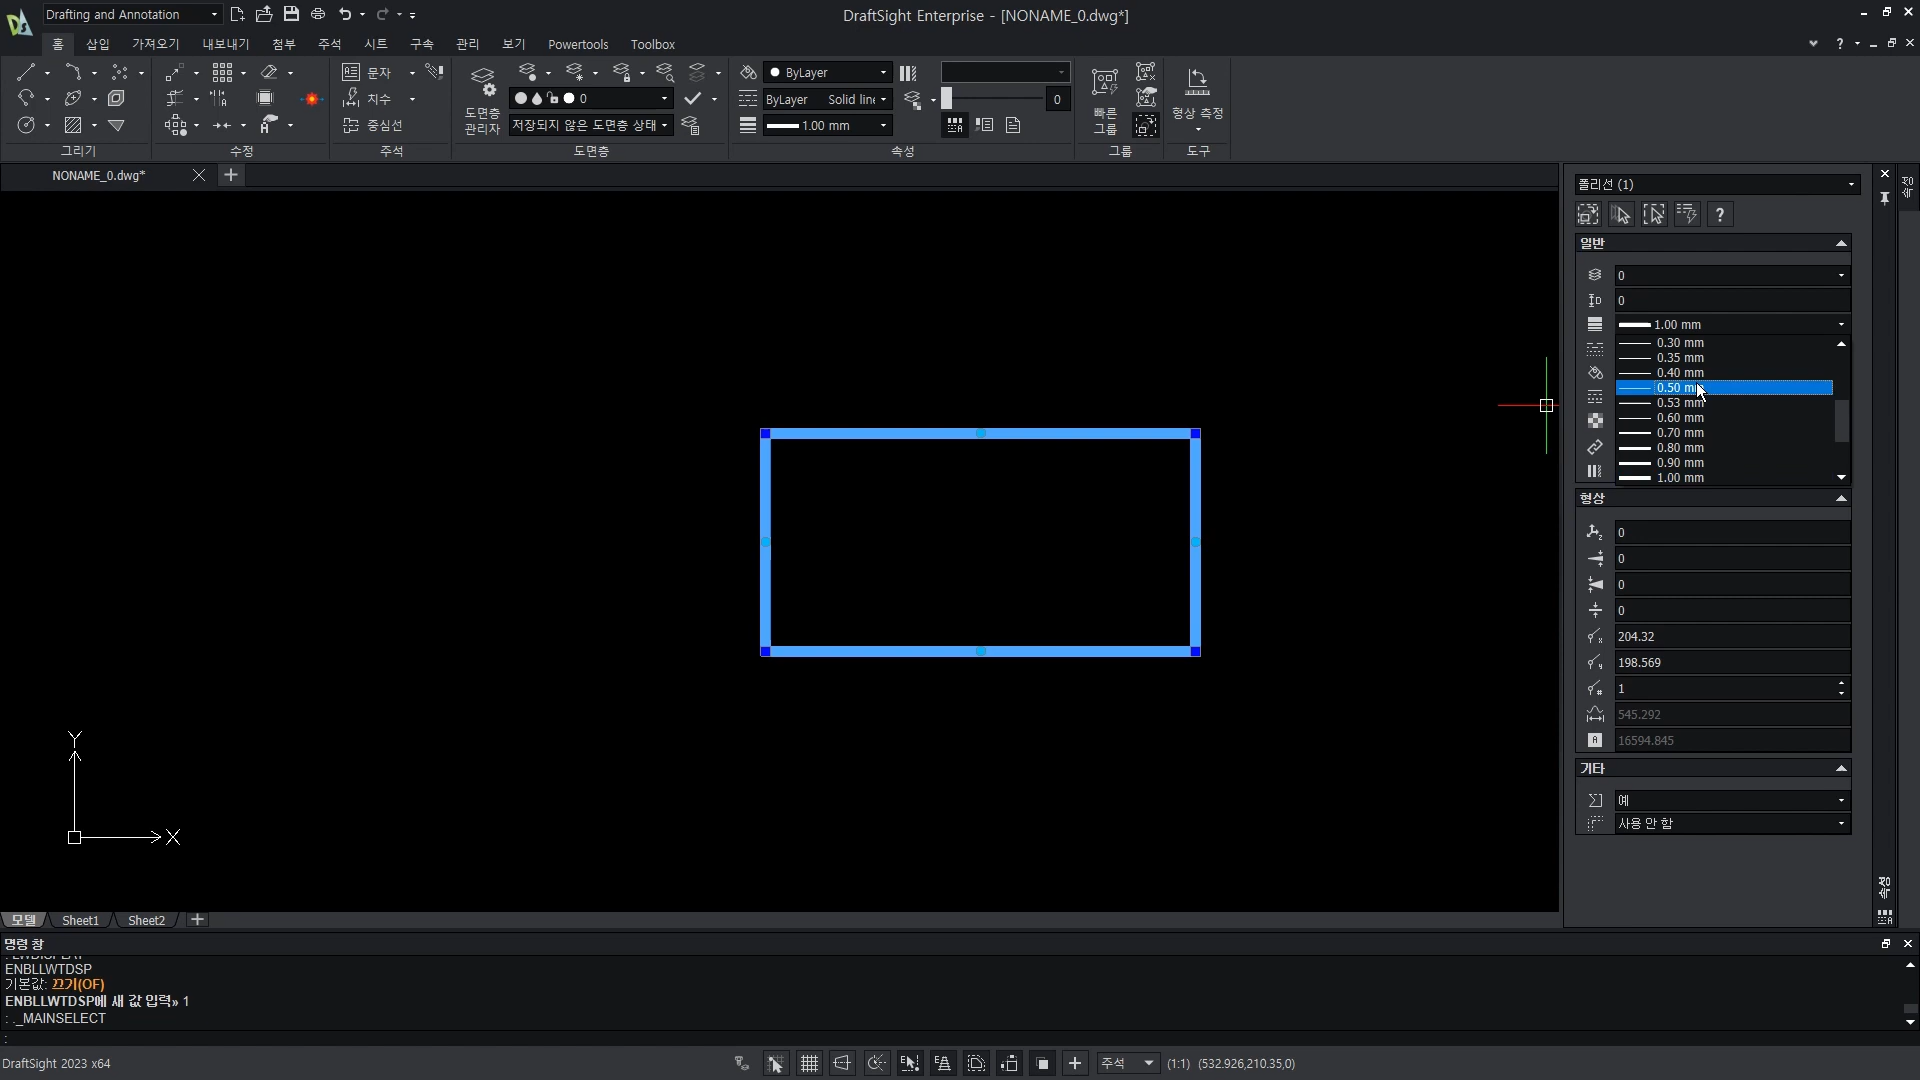 Drafting and Annotation
DraftSight Enterprise - [NONAME_0.dwg*]
홈 삽입 가져오기 내보내기 첨부 주석 시트 구속 관리 보기 Powertools Toolbox
문자
치수
중심선
도면층 관리자
0
저장되지 않은 도면층 상태
ByLayer
ByLayer Solid line
1.00 mm
0
빠른 그룹
형상 측정
그리기 수정 주석 도면층 속성 그룹 도구
NONAME_0.dwg*
폴리선 (1)
속성
일반
0
0
1.00 mm
0.30 mm
0.35 mm
0.40 mm
0.50 m
0.53 mm
0.60 mm
0.70 mm
0.80 mm
0.90 mm
1.00 mm
형상
0
0
0
0
204.32
198.569
1
545.292
16594.845
기타
예
사용 안 함
속성
Y
X
모델 Sheet1 Sheet2
명령 창
ENBLLWTDSP
기본값: 끄기(OF)
ENBLLWTDSP에 새 값 입력» 1
: ._MAINSELECT
:
DraftSight 2023 x64
주석 (1:1) (532.926,210.35,0)